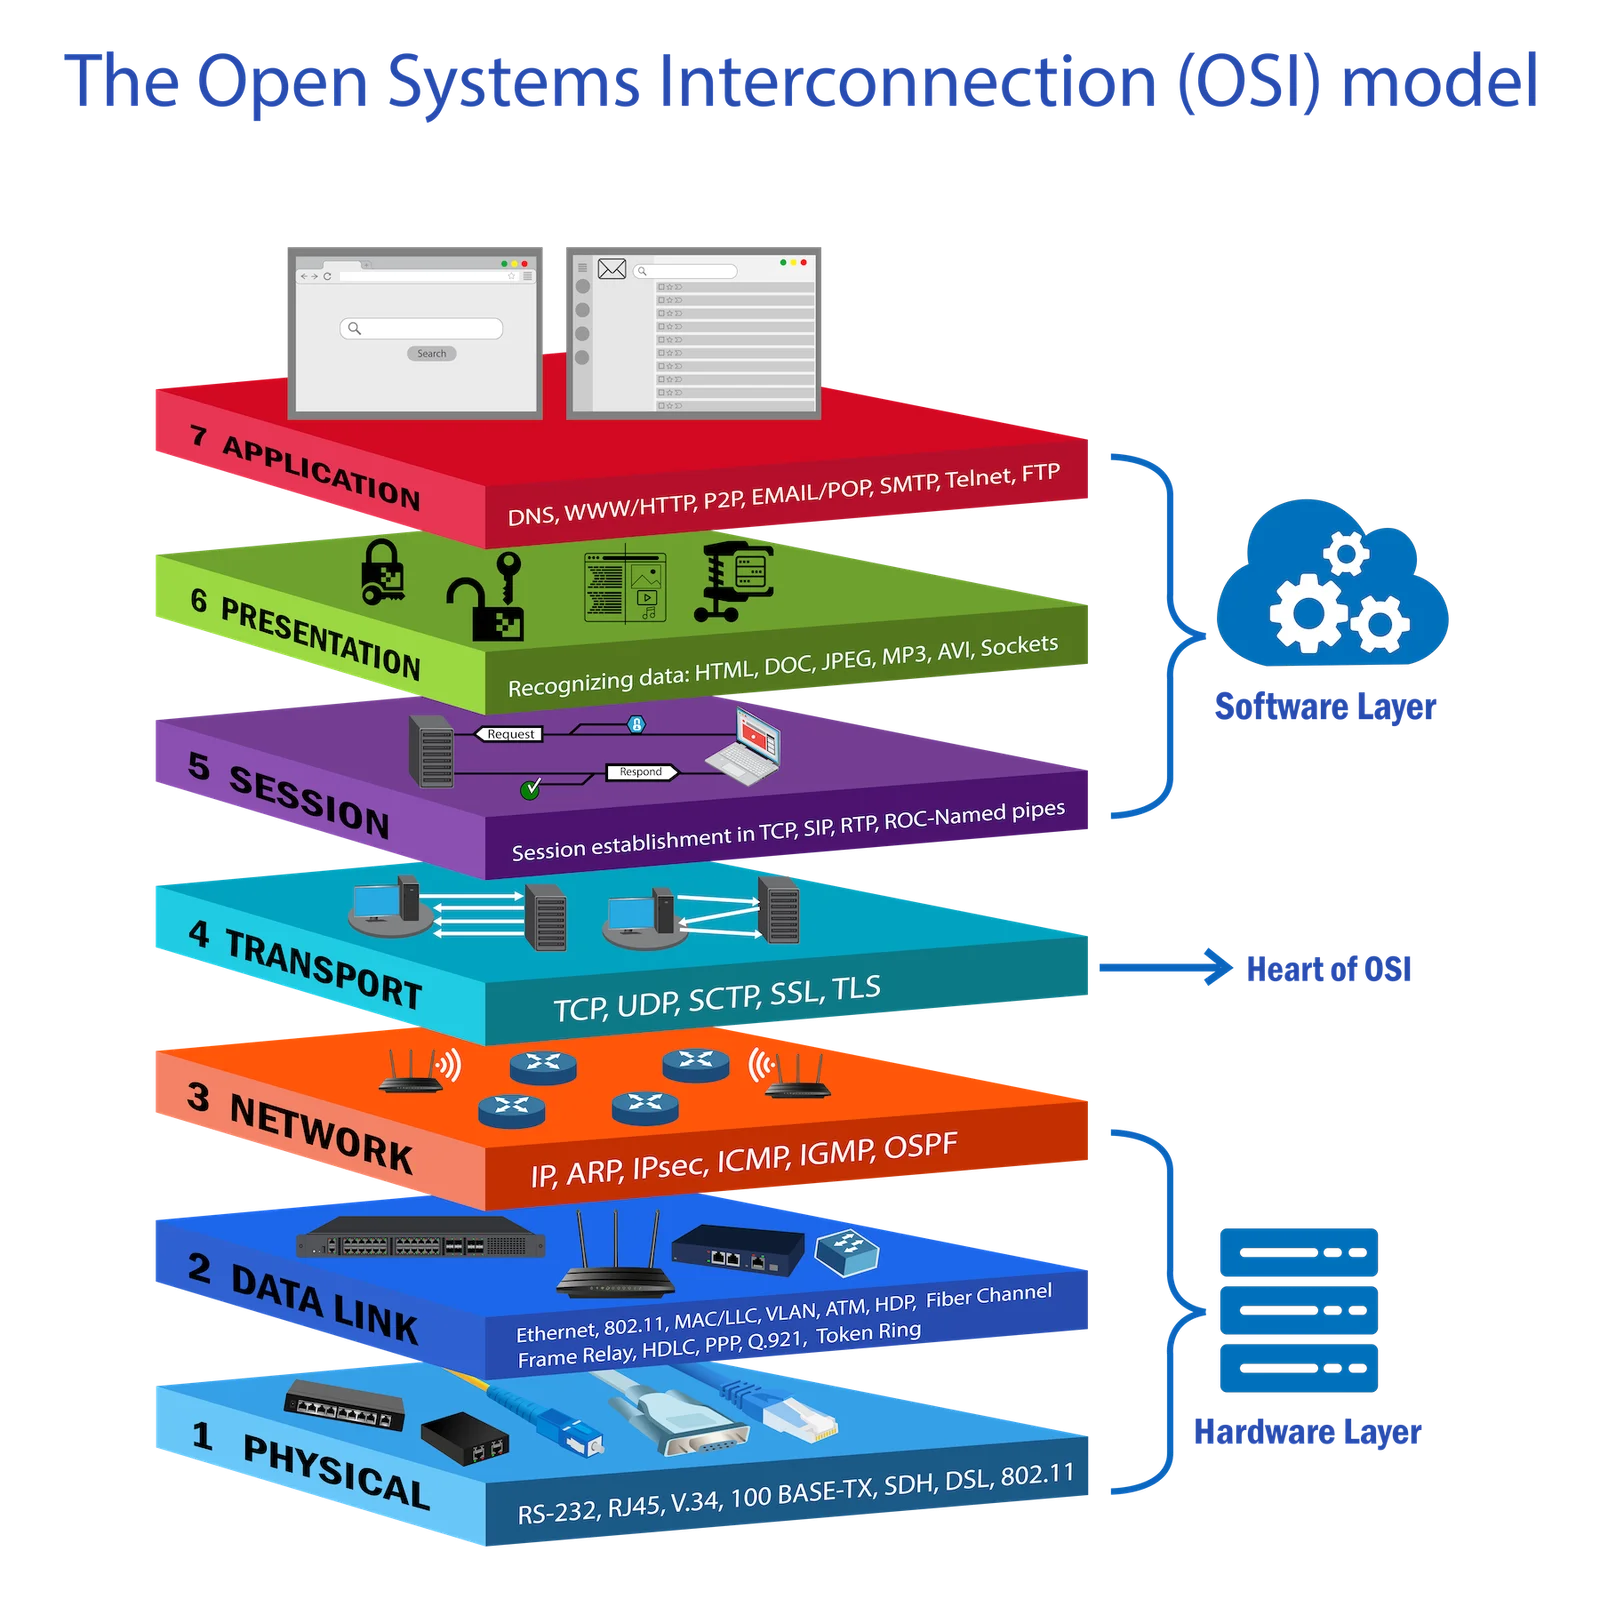 The Open Systems Interconnection (OSI) model
Search
7 APPLICATION
DNS, WWW/HTTP, P2P, EMAIL/POP, SMTP, Telnet, FTP
6 PRESENTATION
Recognizing data: HTML, DOC, JPEG, MP3, AVI, Sockets
Software Layer
Request
Respond
5 SESSION
Session establishment in TCP, SIP, RTP, ROC-Named pipes
4 TRANSPORT
TCP, UDP, SCTP, SSL, TLS
Heart of OSI
3 NETWORK
IP, ARP, IPsec, ICMP, IGMP, OSPF
2 DATA LINK
Ethernet, 802.11, MAC/LLC, VLAN, ATM, HDP, Fiber Channel
Frame Relay, HDLC, PPP, Q.921, Token Ring
Hardware Layer
1 PHYSICAL
RS-232, RJ45, V.34, 100 BASE-TX, SDH, DSL, 802.11